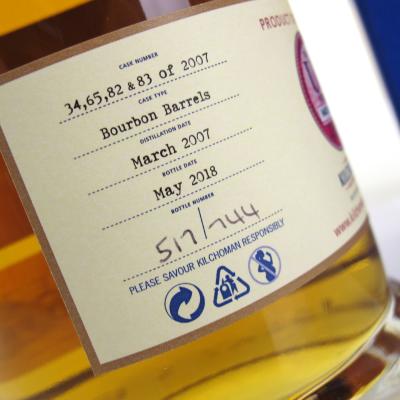 PRODUCT
CASK NUMBER
34,65,82 & 83 of 2007
CASK TYPE
Bourbon Barrels
DISTILLATION DATE
March 2007
BOTTLE DATE
May 2018
BOTTLE NUMBER
517/744
PLEASE SAVOUR KILCHOMAN RESPONSIBLY
www.